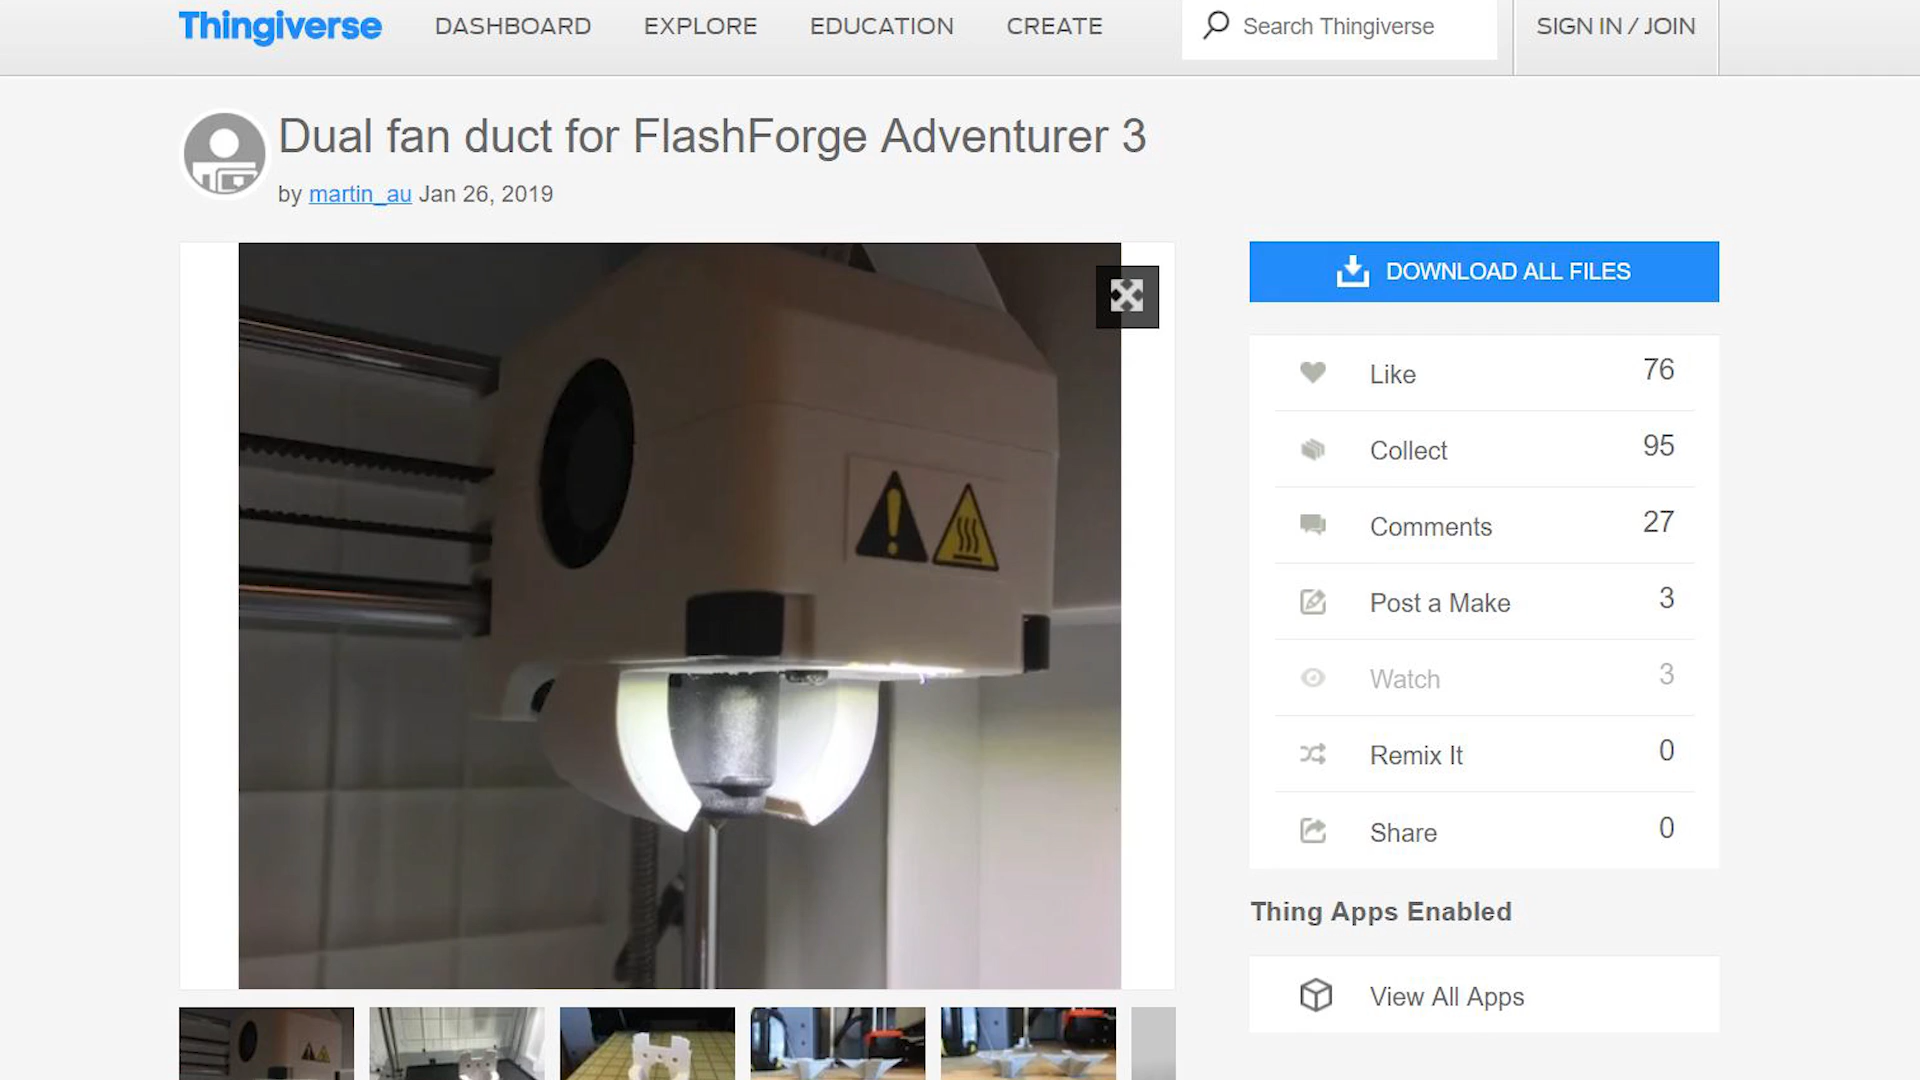 Thingiverse DASHBOARD EXPLORE EDUCATION CREATE Search Thingiverse SIGN IN / JOIN
Dual fan duct for FlashForge Adventurer 3
by martin_au Jan 26, 2019
DOWNLOAD ALL FILES
Like 76
Collect 95
Comments 27
Post a Make 3
Watch 3
Remix It 0
Share 0
Thing Apps Enabled
View All Apps